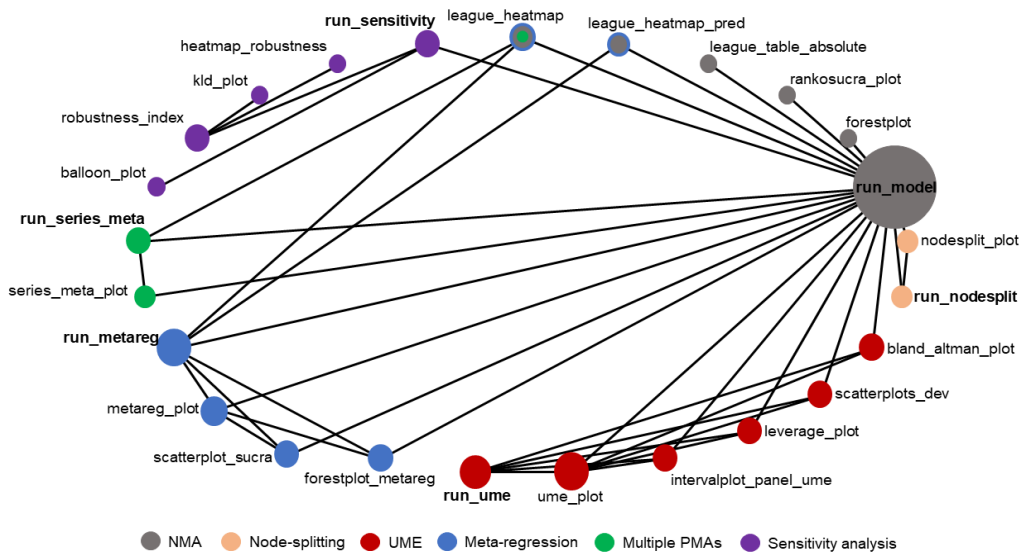 league_heatmap
run_sensitivity
league_heatmap_pred
heatmap_robustness
league_table_absolute
kld_plot
rankosucra_plot
robustness_index
forestplot
balloon_plot
run_model
run_series_meta
nodesplit_plot
series_meta_plot
run_nodesplit
run_metareg
bland_altman_plot
scatterplots_dev
metareg_plot
leverage_plot
scatterplot_sucra
forestplot_metareg
intervalplot_panel_ume
run_ume
ume_plot
NMA Node-splitting UME Meta-regression Multiple PMAs Sensitivity analysis